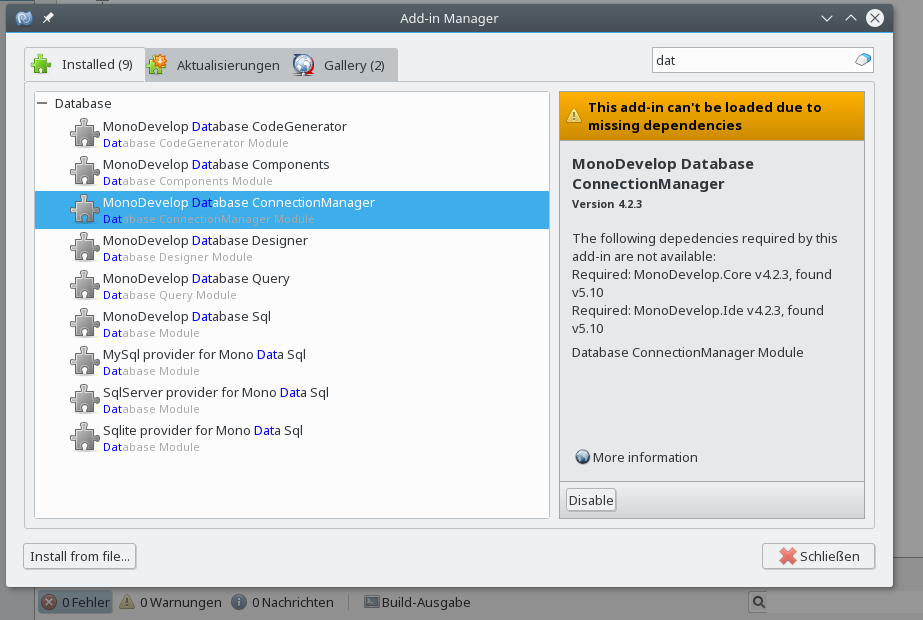 Add-in Manager
Installed (9)
Aktualisierungen
Gallery (2)
dat
Database
MonoDevelop Database CodeGenerator
Database CodeGenerator Module
MonoDevelop Database Components
Database Components Module
MonoDevelop Database ConnectionManager
Database ConnectionManager Module
MonoDevelop Database Designer
Database Designer Module
MonoDevelop Database Query
Database Query Module
MonoDevelop Database Sql
Database Module
MySql provider for Mono Data Sql
Database Module
SqlServer provider for Mono Data Sql
Database Module
Sqlite provider for Mono Data Sql
Database Module
This add-in can't be loaded due to
missing dependencies
MonoDevelop Database
ConnectionManager
Version 4.2.3
The following depedencies required by this
add-in are not available:
Required: MonoDevelop.Core v4.2.3, found
v5.10
Required: MonoDevelop.Ide v4.2.3, found
v5.10
Database ConnectionManager Module
More information
Disable
Install from file...
Schließen
0 Fehler
0 Warnungen
0 Nachrichten
Build-Ausgabe